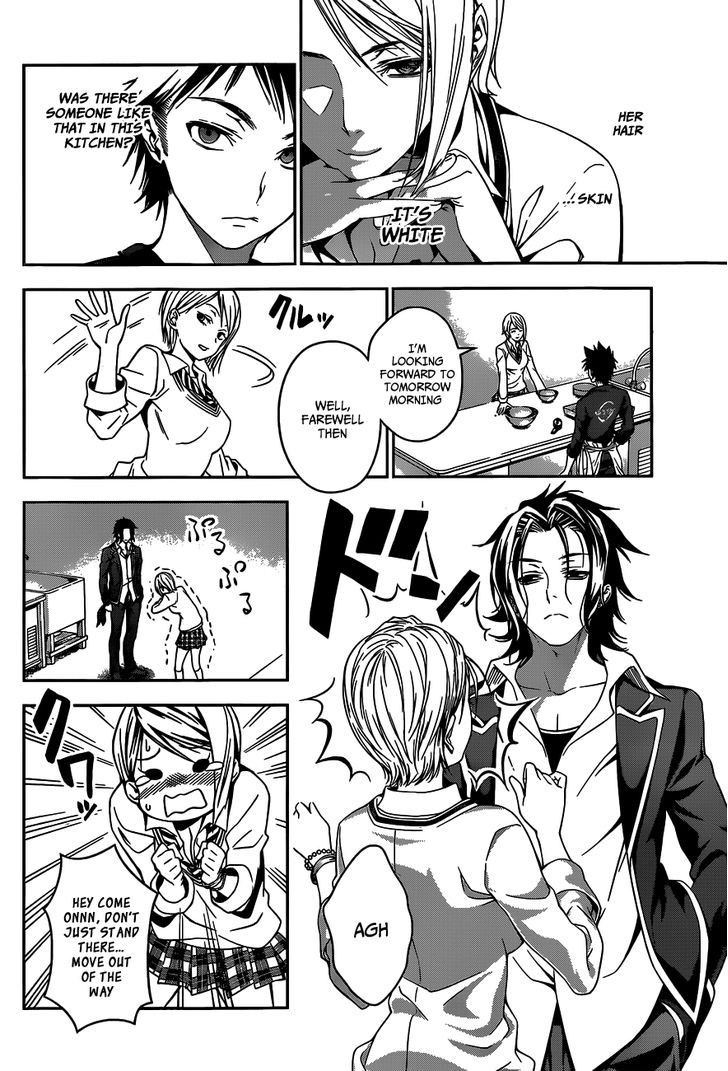 HER
HAIR
...SKIN
IT'S
WHITE
WAS THERE
SOMEONE LIKE
THAT IN THIS
KITCHEN?
I'M
LOOKING
FORWARD TO
TOMORROW
MORNING
WELL,
FAREWELL
THEN
クルッ
ドンッ
AGH
ぷる
ぷる
クワッ
HEY COME
ONNN, DON'T
JUST STAND
THERE...
MOVE OUT
OF THE
WAY